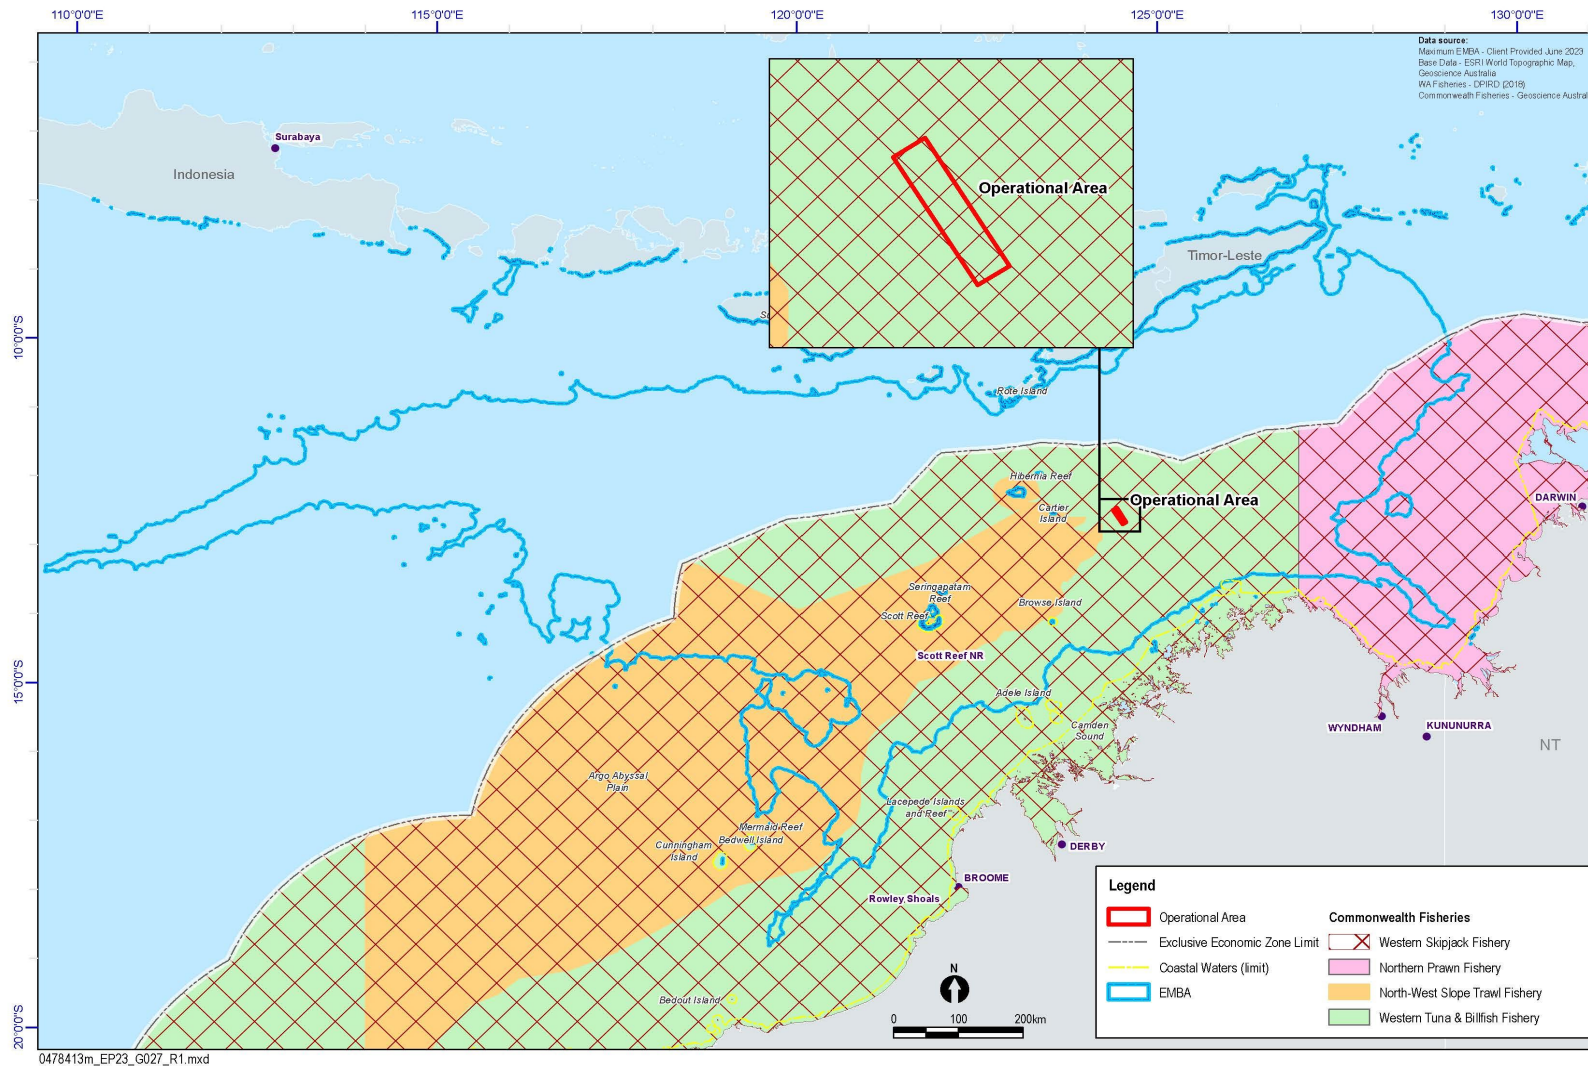 110°0'0"E
115°0'0"E
120°0'0"E
125°0'0"E
130°0'0"E
Data source:
Maximum EMBA - Client Provided June 2023
Base Data - ESRI World Topographic Map,
Geoscience Australia
WA Fisheries - DPIRD (2018)
Commonweath Fisheries - Geoscience Austral
Surabaya
Indonesia
Operational Area
Timor-Leste
Su
10°0'0"S
Rote Island
Hibernia Reef
Operational Area
DARWIN
Cartier
Island
Seringapatam
Reef
Browse Island
Scott Reef
Scott Reef NR
15°0'0"S
Adele Island
Camden
Sound
WYNDHAM
KUNUNURRA
NT
Argo Abyssal
Plain
Lacepede Islands
and Reef
Mermaid Reef
Bedwell Island
Cunningham
Island
DERBY
BROOME
Rowley Shoals
Bedout Island
20°0'0"S
N
0 100 200km
Legend
Operational Area
Exclusive Economic Zone Limit
Coastal Waters (limit)
EMBA
Commonwealth Fisheries
Western Skipjack Fishery
Northern Prawn Fishery
North-West Slope Trawl Fishery
Western Tuna & Billfish Fishery
0478413m_EP23_G027_R1.mxd